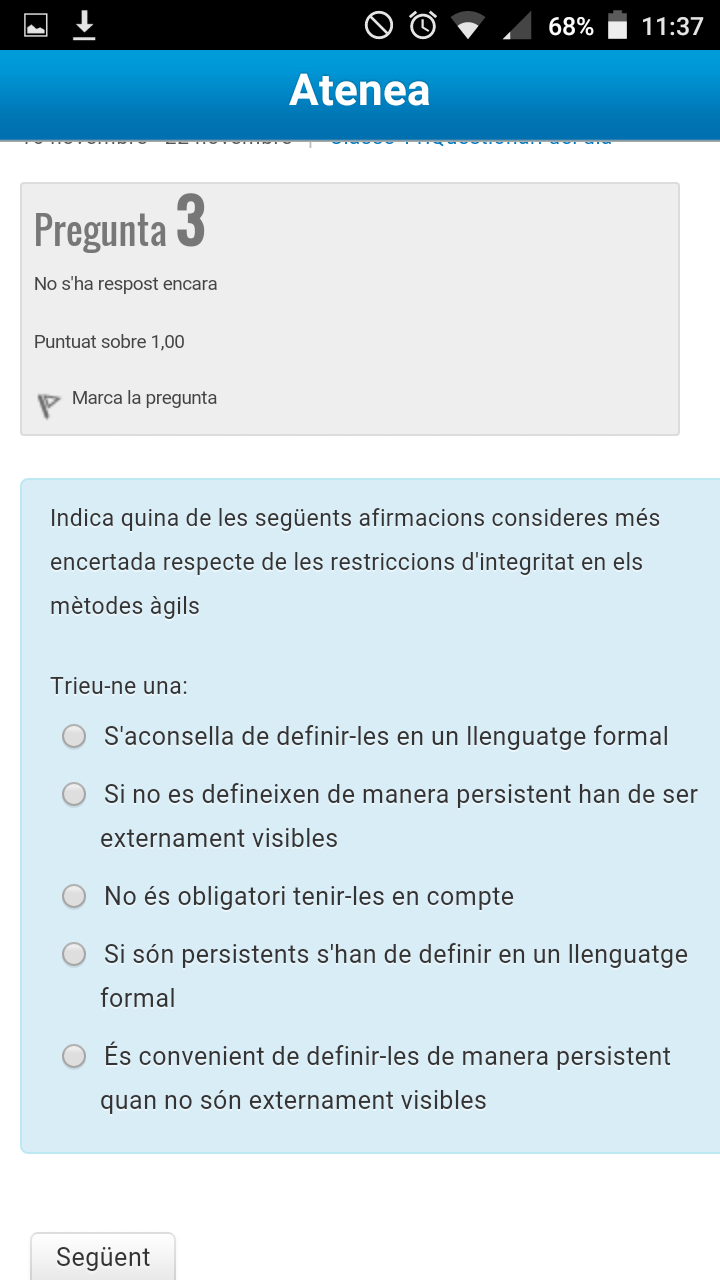 68% 11:37
Atenea
Pregunta 3
No s'ha respost encara
Puntuat sobre 1,00
Marca la pregunta
Indica quina de les següents afirmacions consideres més
encertada respecte de les restriccions d'integritat en els
mètodes àgils
Trieu-ne una:
S'aconsella de definir-les en un llenguatge formal
Si no es defineixen de manera persistent han de ser
externament visibles
No és obligatori tenir-les en compte
Si són persistents s'han de definir en un llenguatge
formal
És convenient de definir-les de manera persistent
quan no són externament visibles
Següent